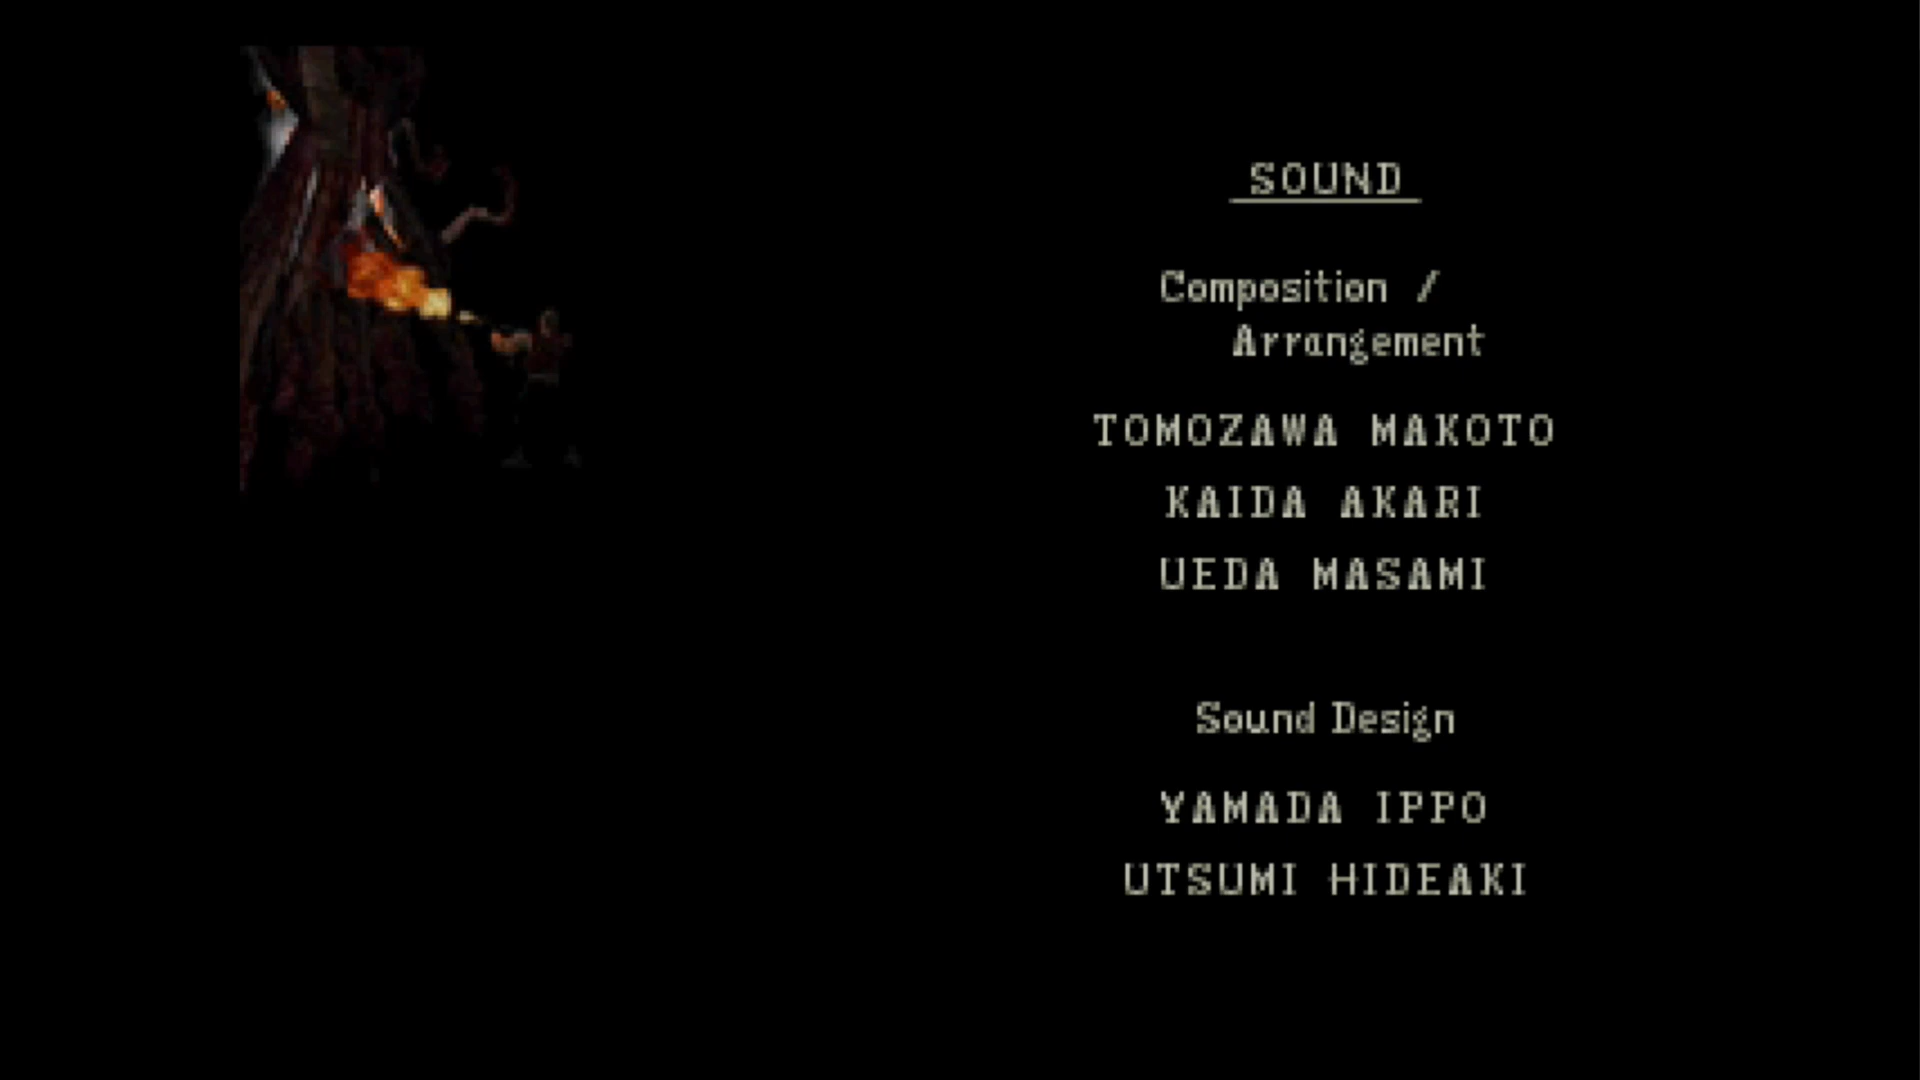 SOUND
Composition /
Arrangement
TOMOZAWA MAKOTO
KAIDA AKARI
UEDA MASAMI
Sound Design
YAMADA IPPO
UTSUMI HIDEAKI